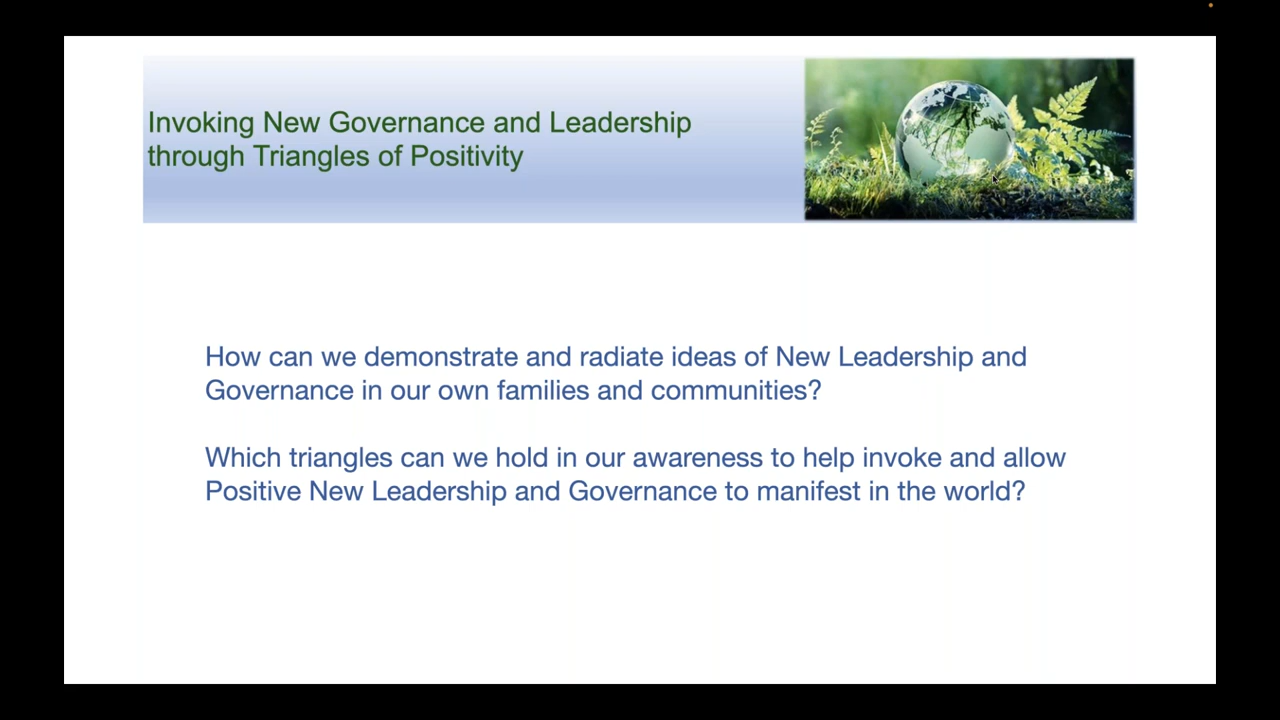 Invoking New Governance and Leadership
through Triangles of Positivity
How can we demonstrate and radiate ideas of New Leadership and
Governance in our own families and communities?
Which triangles can we hold in our awareness to help invoke and allow
Positive New Leadership and Governance to manifest in the world?